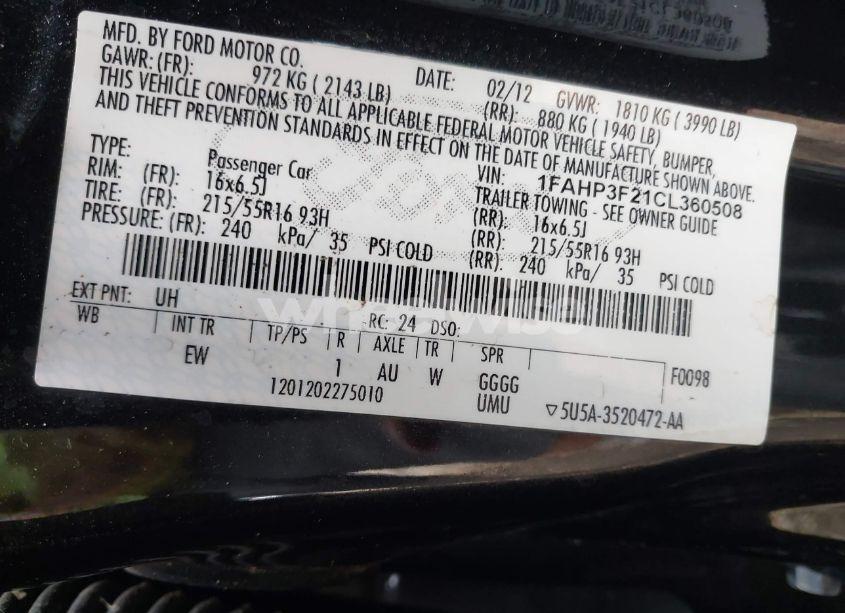 MFD. BY FORD MOTOR CO.
DATE: 02/12 GVWR: 1810 KG ( 3990 LB)
GAWR: (FR): 972 KG ( 2143 LB) (RR): 880 KG ( 1940 LB)
THIS VEHICLE CONFORMS TO ALL APPLICABLE FEDERAL MOTOR VEHICLE SAFETY, BUMPER,
AND THEFT PREVENTION STANDARDS IN EFFECT ON THE DATE OF MANUFACTURE SHOWN ABOVE.
VIN: 1FAHP3F21CL360508
TYPE: Passenger Car TRAILER TOWING - SEE OWNER GUIDE
RIM: (FR): 16x6.5J (RR): 16x6.5J
TIRE: (FR): 215/55R16 93H (RR): 215/55R16 93H
PRESSURE: (FR): 240 kPa/ 35 PSI COLD (RR): 240 kPa/ 35 PSI COLD
EXT PNT: UH RC: 24 DSO:
WB INT TR TP/PS R AXLE TR SPR F0098
EW 1 AU W GGGG
1201202275010 UMU ▽5U5A-3520472-AA
wheelwise